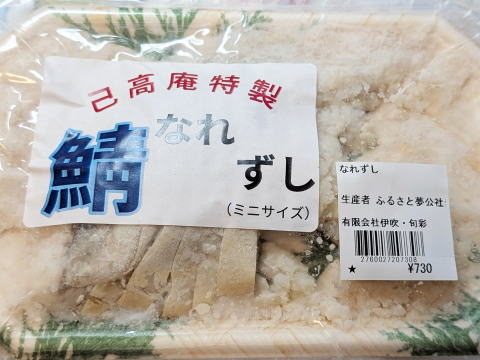 己高庵特製
鯖
なれ
ずし
(ミニサイズ)
なれずし
生産者 ふるさと夢公社
有限会社伊吹・旬彩
2760027207308
★ ¥730